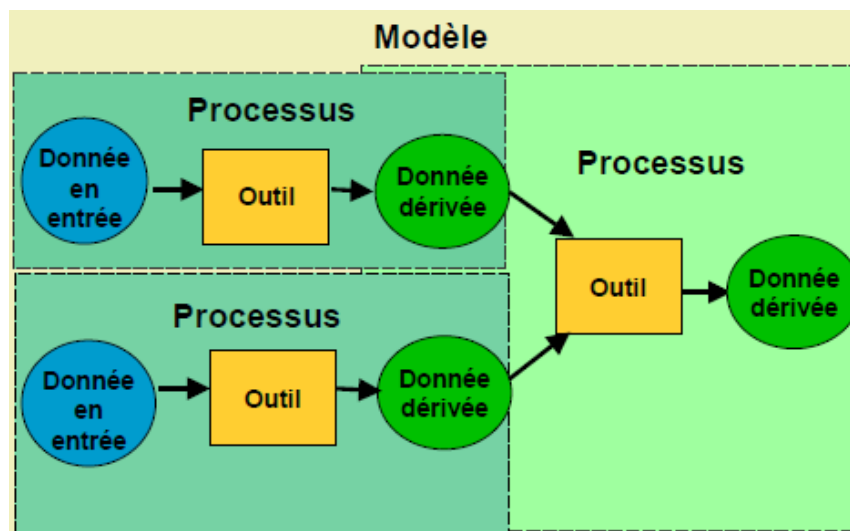 Modèle
Processus
Donnée
en
entrée
Outil
Donnée
dérivée
Processus
Donnée
en
entrée
Outil
Donnée
dérivée
Processus
Outil
Donnée
dérivée